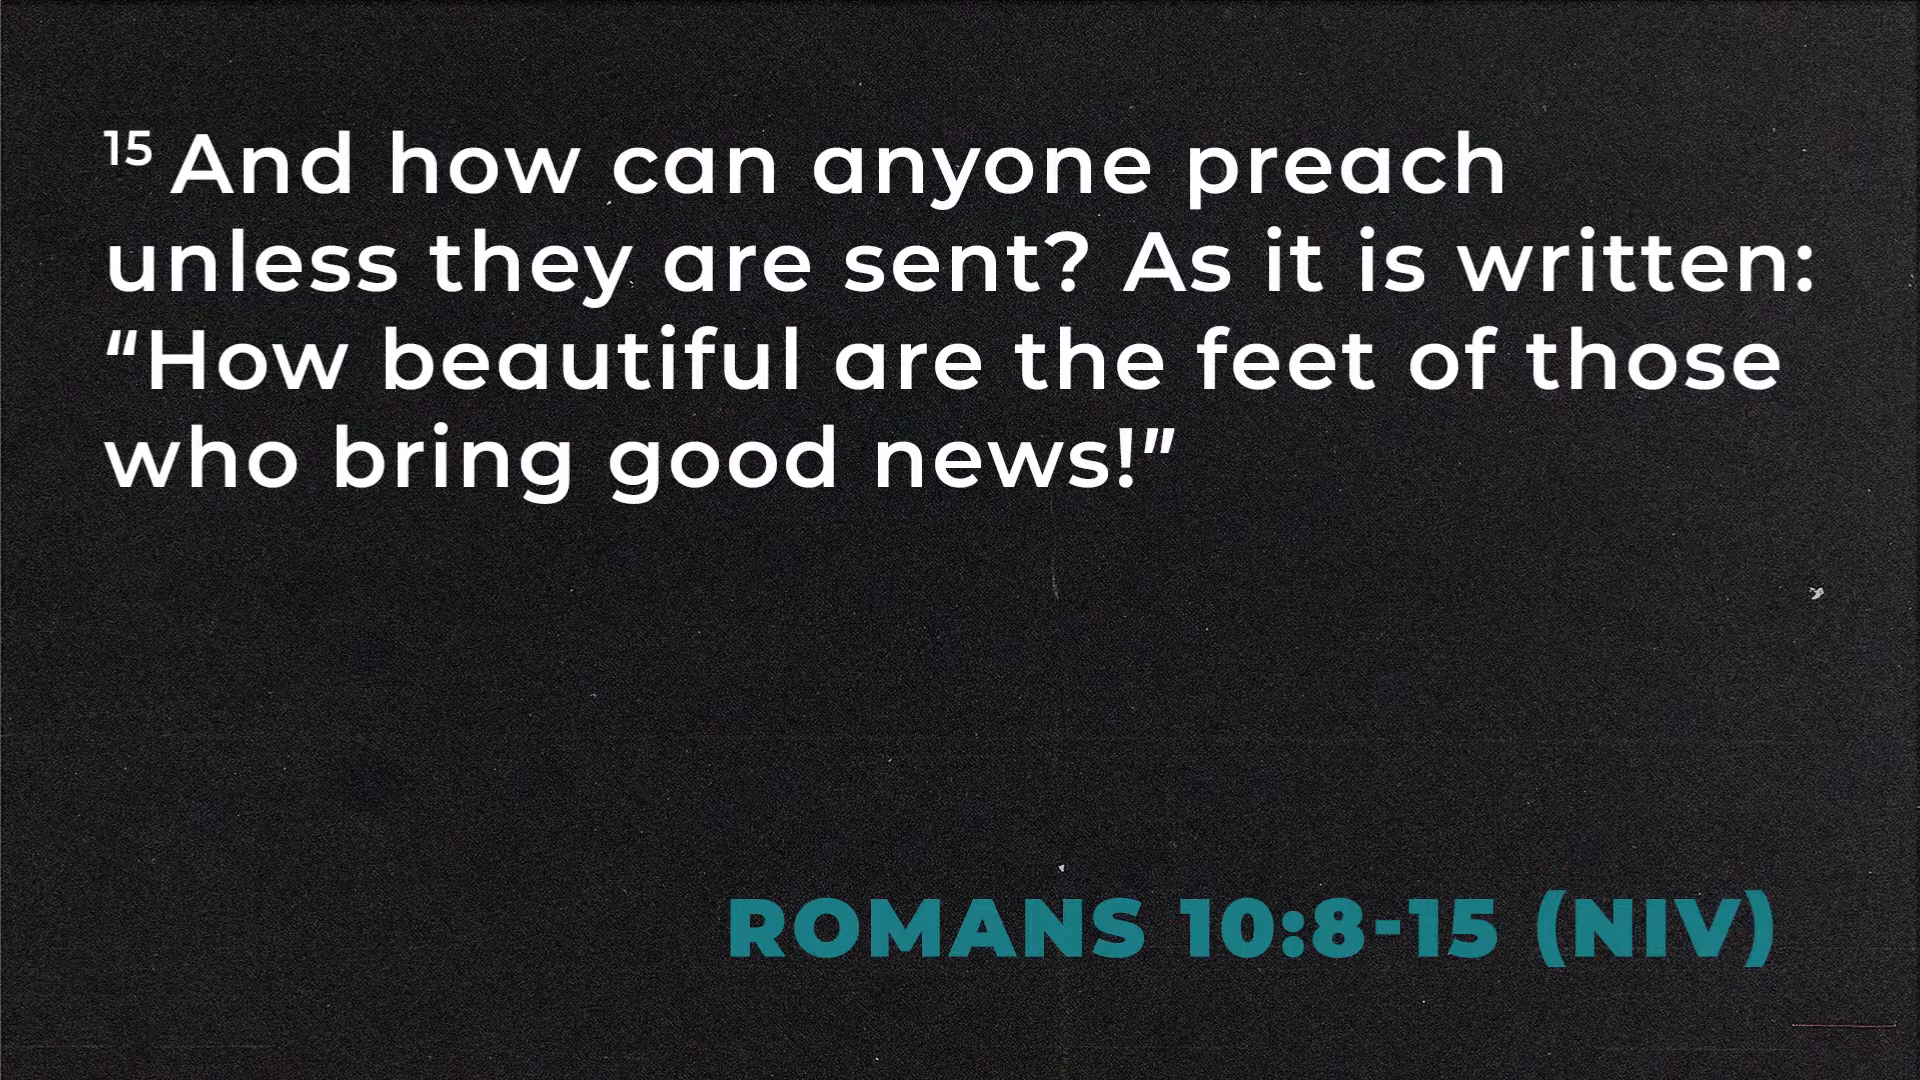 15 And how can anyone preach
unless they are sent? As it is written:
“How beautiful are the feet of those
who bring good news!”
ROMANS 10:8-15 (NIV)